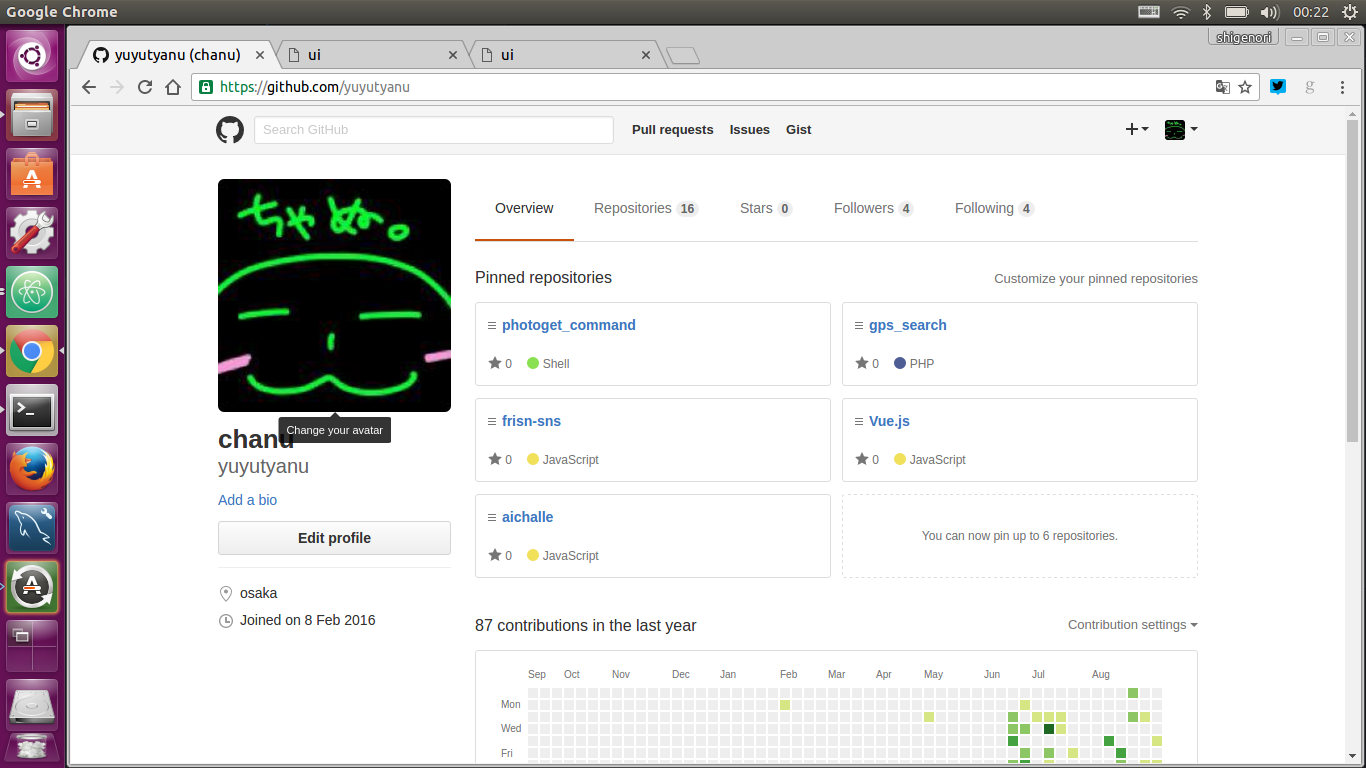 Google Chrome
00:22
shigenori
yuyutyanu (chanu)
ui
ui
https://github.com/yuyutyanu
g
Search GitHub
Pull requests
Issues
Gist
ちゃぬ。
Change your avatar
chanu
yuyutyanu
Add a bio
Edit profile
osaka
Joined on 8 Feb 2016
Overview
Repositories 16
Stars 0
Followers 4
Following 4
Pinned repositories
Customize your pinned repositories
photoget_command
0 Shell
gps_search
0 PHP
frisn-sns
0 JavaScript
Vue.js
0 JavaScript
aichalle
0 JavaScript
You can now pin up to 6 repositories.
87 contributions in the last year
Contribution settings
Sep Oct Nov Dec Jan Feb Mar Apr May Jun Jul Aug
Mon
Wed
Fri